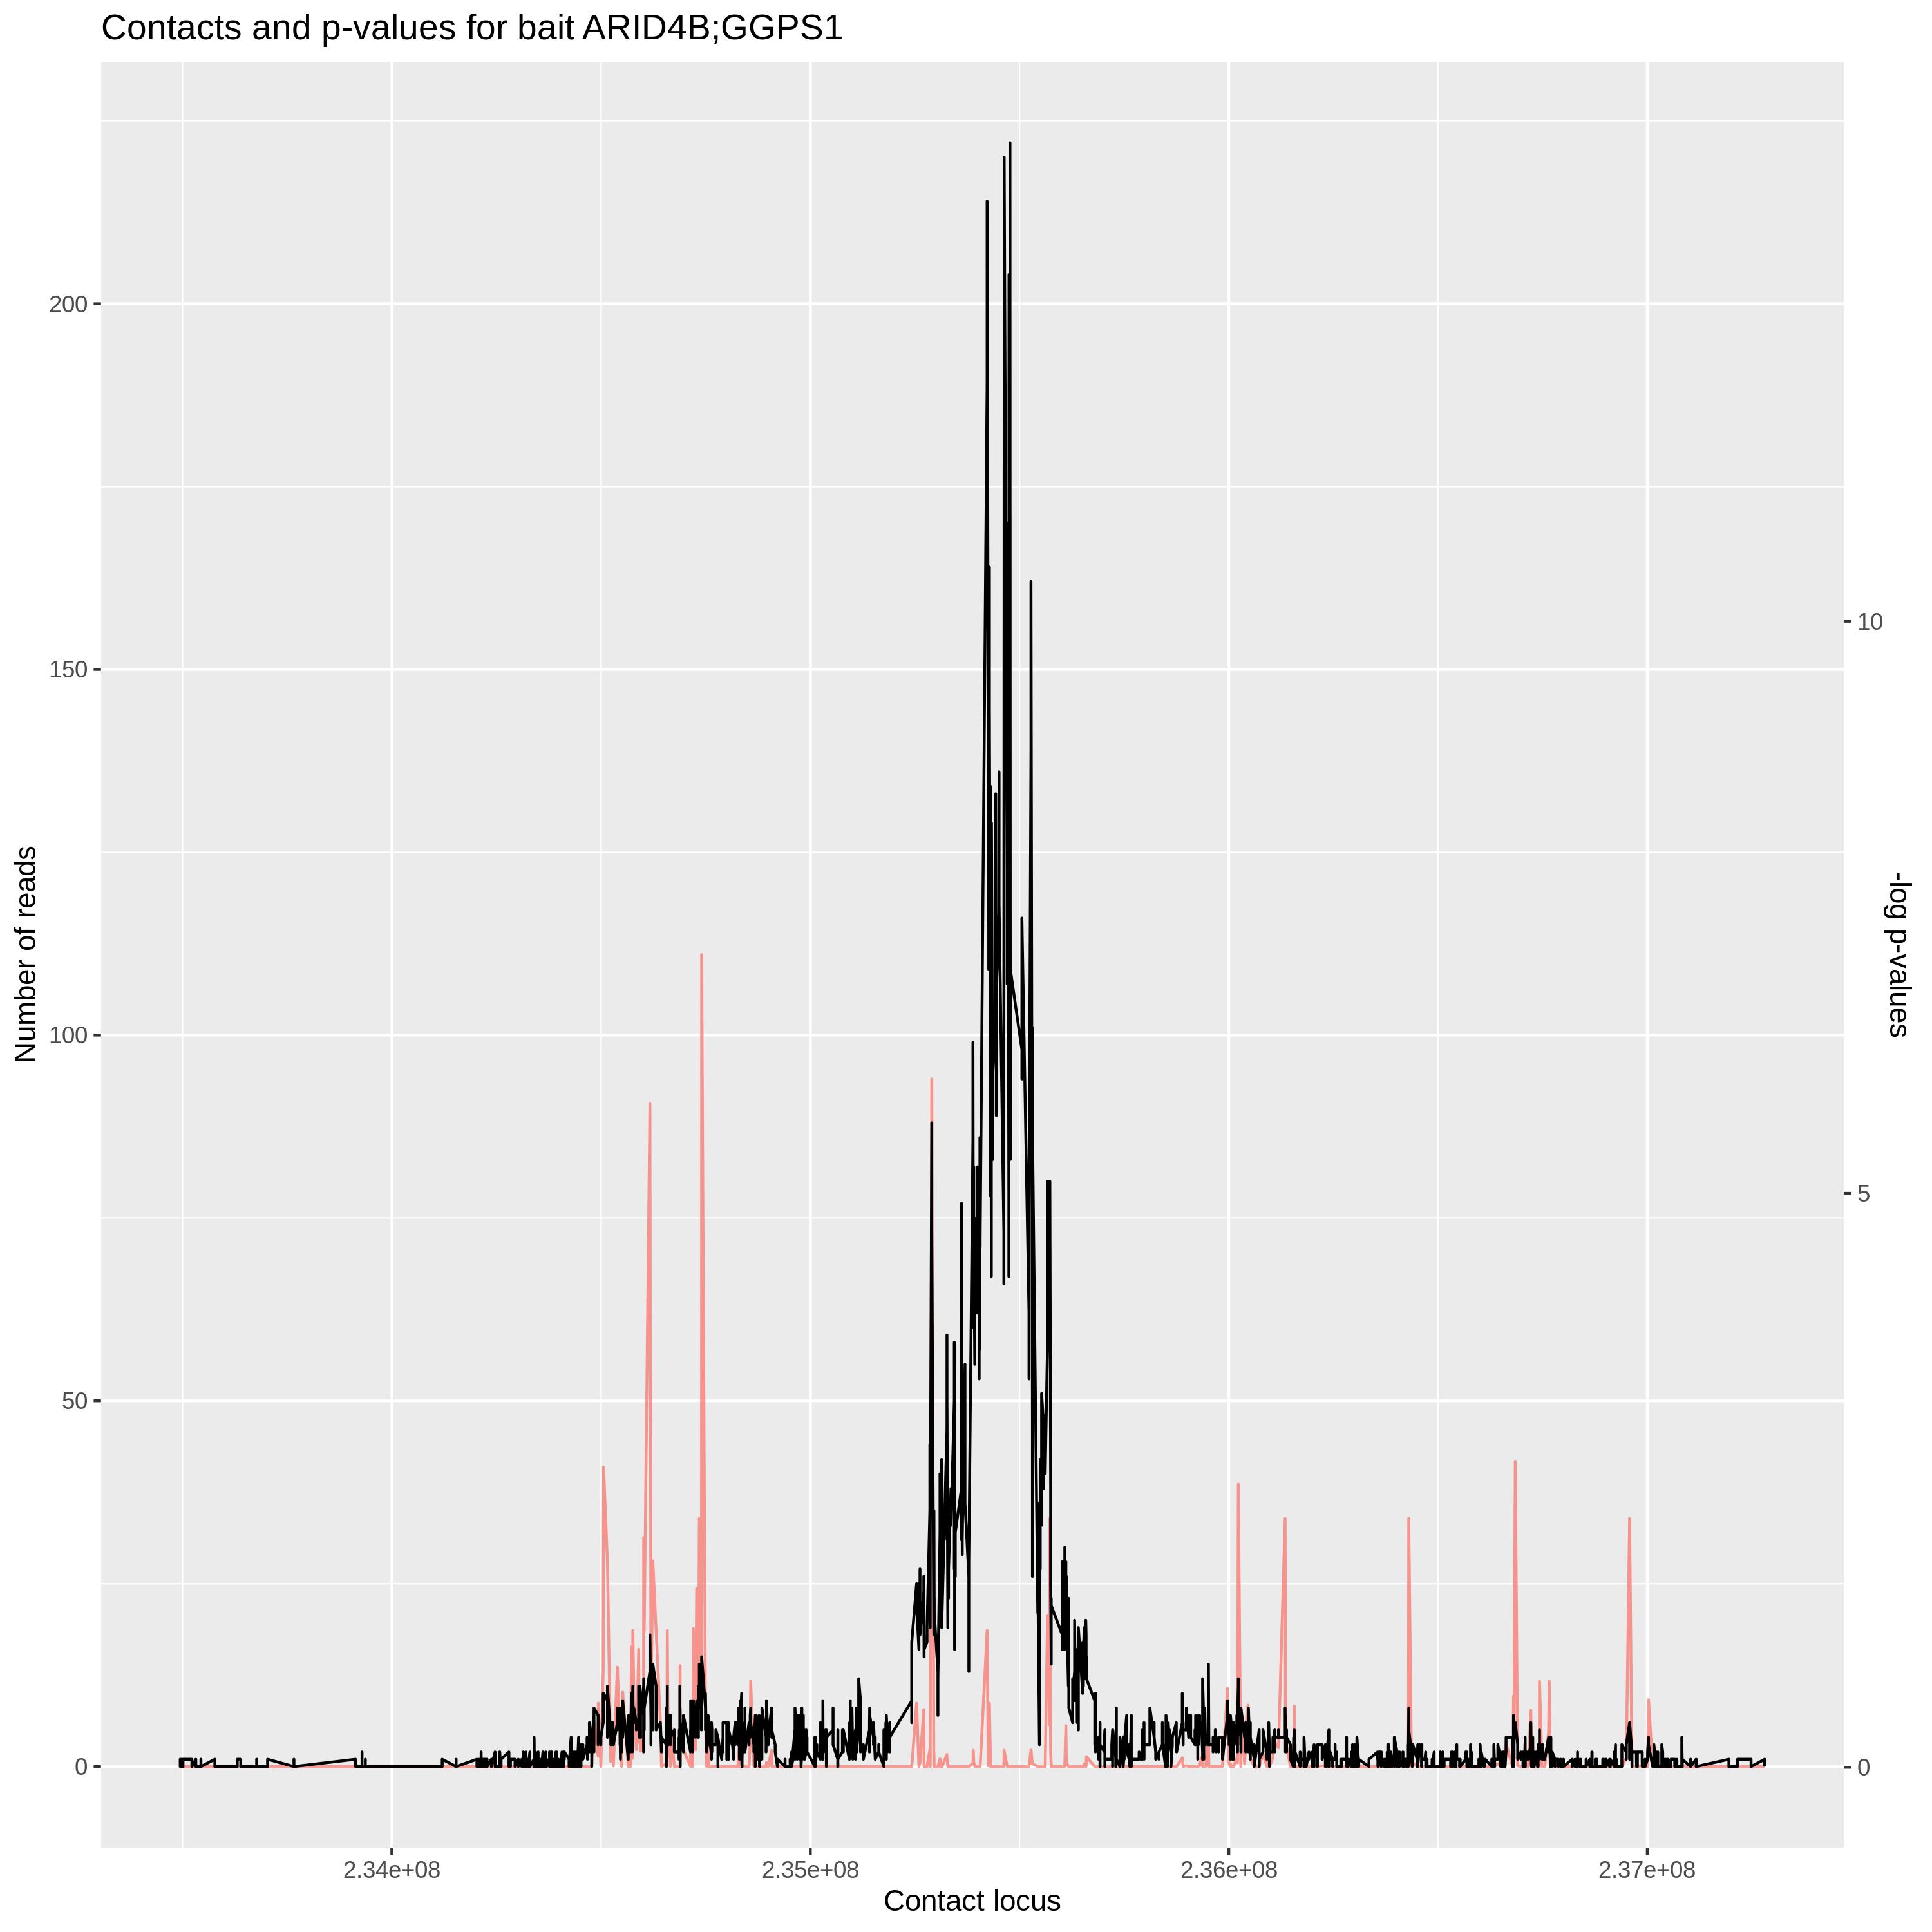 Contacts and p-values for bait ARID4B;GGPS1
200
150
100
50
0
Number of reads
10
5
0
-log p-values
2.34e+08
2.35e+08
2.36e+08
2.37e+08
Contact locus